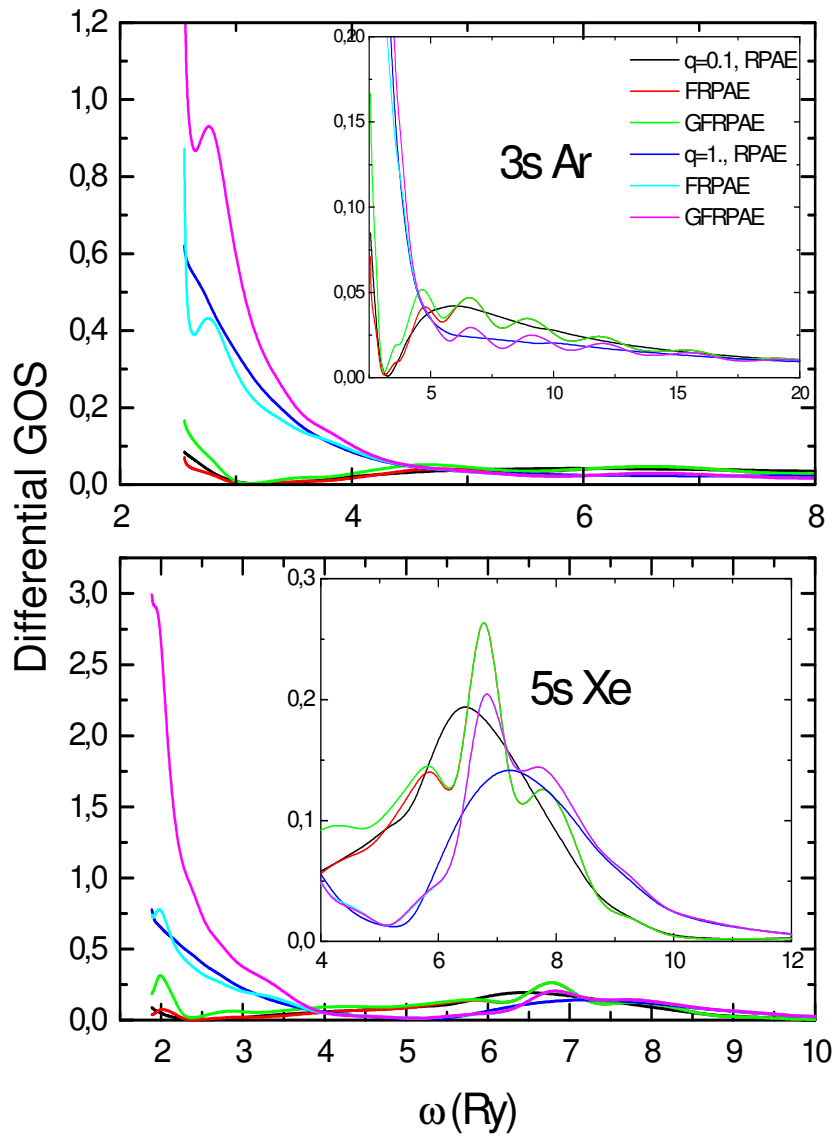 Differential GOS
1,2
1,0
0,8
0,6
0,4
0,2
0,0
2 4 6 8
0,20
0,15
0,10
0,05
0,00
5 10 15 20
3s Ar
q=0.1, RPAE
FRPAE
GFRPAE
q=1., RPAE
FRPAE
GFRPAE
3,0
2,5
2,0
1,5
1,0
0,5
0,0
2 3 4 5 6 7 8 9 10
0,3
0,2
0,1
0,0
4 6 8 10 12
5s Xe
ω (Ry)